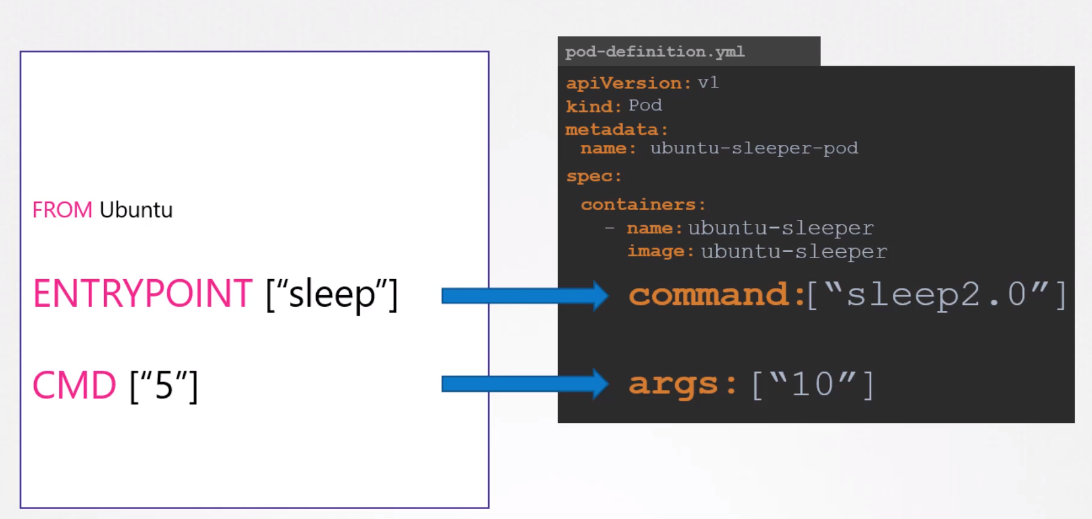 FROM Ubuntu
ENTRYPOINT [“sleep”]
CMD [“5”]
pod-definition.yml
apiVersion: v1
kind: Pod
metadata:
name: ubuntu-sleeper-pod
spec:
containers:
- name: ubuntu-sleeper
image: ubuntu-sleeper
command:[“sleep2.0”]
args: [“10”]